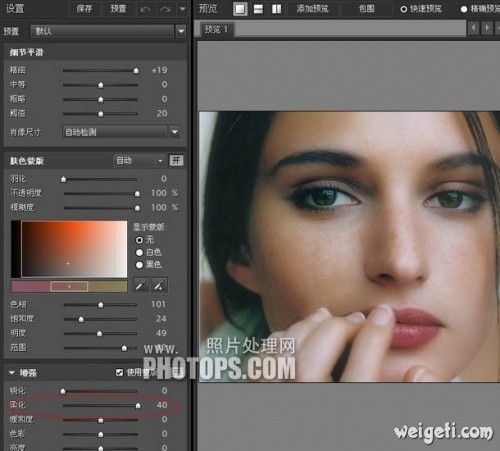 设置 保存 预置 预览 添加预览 包围 快速预览 精确预览
预置 默认 预览 1
细节平滑
精细 +19
中等 0
粗略 0
阈值 20
肖像尺寸 自动检测
肤色蒙版 自动 开
羽化 0
不透明度 100 %
模糊度 100 %
显示蒙版
无
白色
黑色
色相 101
饱和度 24
明度 49
范围
WWW. 照片处理网
PHOTOPS.COM
增强 使用蒙
锐化 0
柔化 40
暖和度 0
色彩 0
亮度 0
weigeti.com